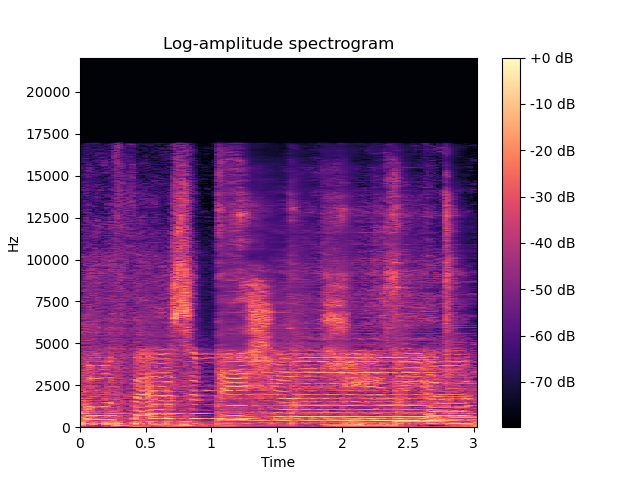 Log-amplitude spectrogram
Hz
20000
17500
15000
12500
10000
7500
5000
2500
0
0 0.5 1 1.5 2 2.5 3
Time
+0 dB
-10 dB
-20 dB
-30 dB
-40 dB
-50 dB
-60 dB
-70 dB